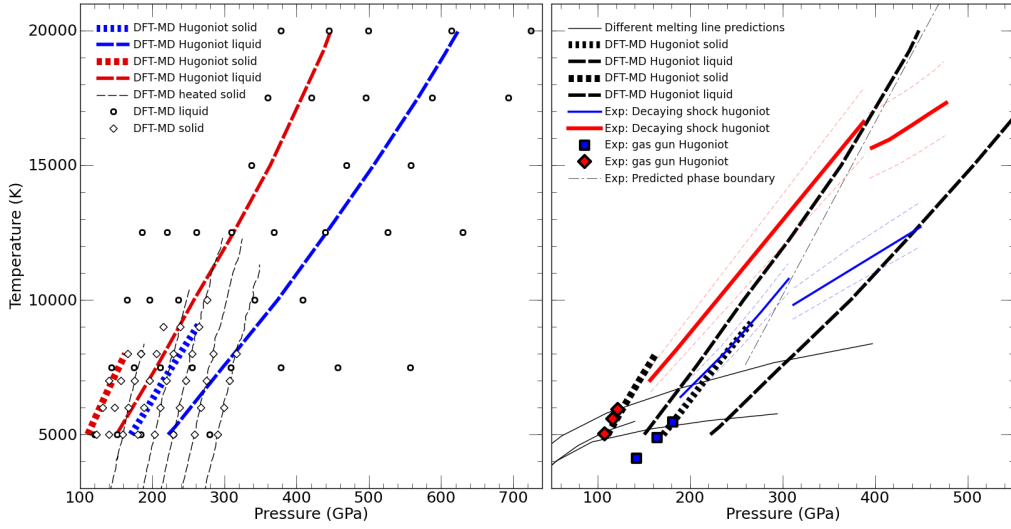 20000
15000
10000
5000
Temperature (K)
100
200
300
400
500
600
700
Pressure (GPa)
DFT-MD Hugoniot solid
DFT-MD Hugoniot liquid
DFT-MD Hugoniot solid
DFT-MD Hugoniot liquid
DFT-MD heated solid
DFT-MD liquid
DFT-MD solid
Different melting line predictions
DFT-MD Hugoniot solid
DFT-MD Hugoniot liquid
DFT-MD Hugoniot solid
DFT-MD Hugoniot liquid
Exp: Decaying shock hugoniot
Exp: Decaying shock hugoniot
Exp: gas gun Hugoniot
Exp: gas gun Hugoniot
Exp: Predicted phase boundary
100
200
300
400
500
Pressure (GPa)